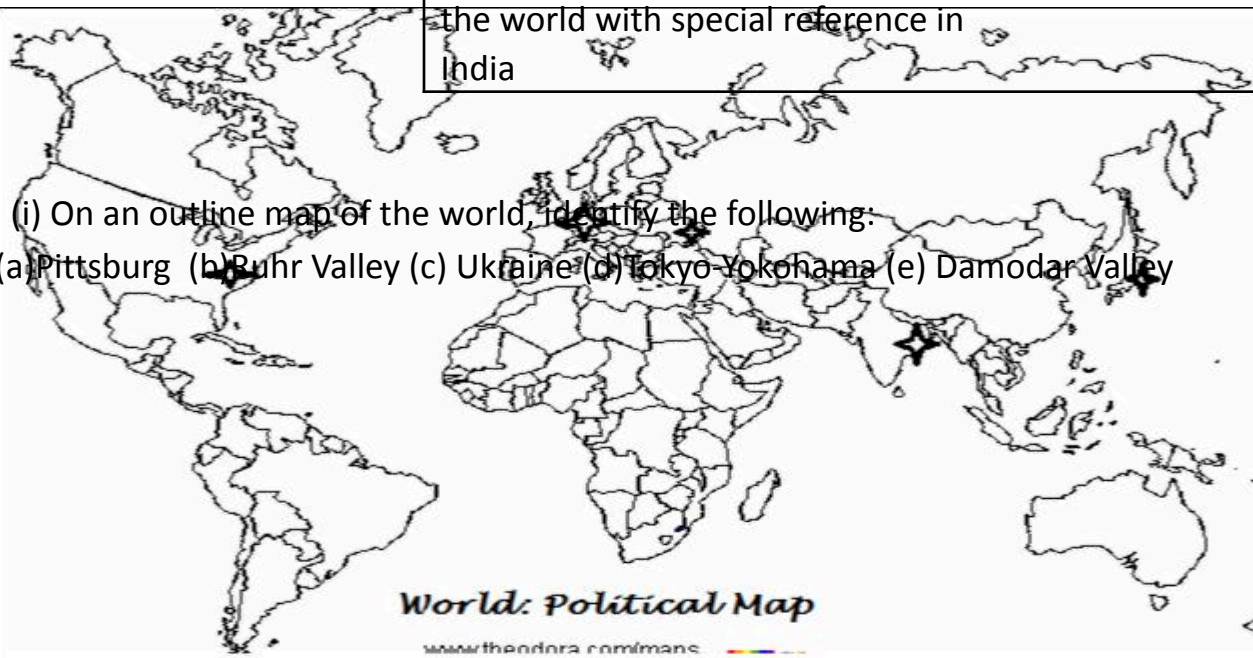 the world with special reference in
India
(i) On an outline map of the world, identify the following:
(a)Pittsburg (b)Ruhr Valley (c) Ukraine (d)Tokyo-Yokohama (e) Damodar Valley
World: Political Map
www.theodora.com/maps